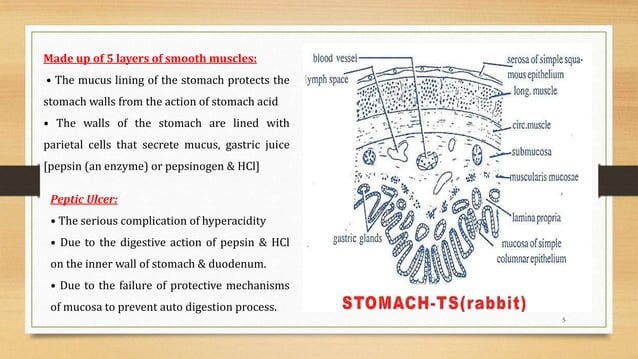 Made up of 5 layers of smooth muscles:
• The mucus lining of the stomach protects the
stomach walls from the action of stomach acid
▪ The walls of the stomach are lined with
parietal cells that secrete mucus, gastric juice
[pepsin (an enzyme) or pepsinogen & HCl]
Peptic Ulcer:
• The serious complication of hyperacidity
• Due to the digestive action of pepsin & HCl
on the inner wall of stomach & duodenum.
• Due to the failure of protective mechanisms
of mucosa to prevent auto digestion process.
blood vessel
lymph space
serosa of simple squa-
mous epithelium
long. muscle
circ.muscle
submucosa
muscularis mucosae
lamina propria
gastric glands
mucosa of simple
columnar epithelium
STOMACH-TS(rabbit)
5